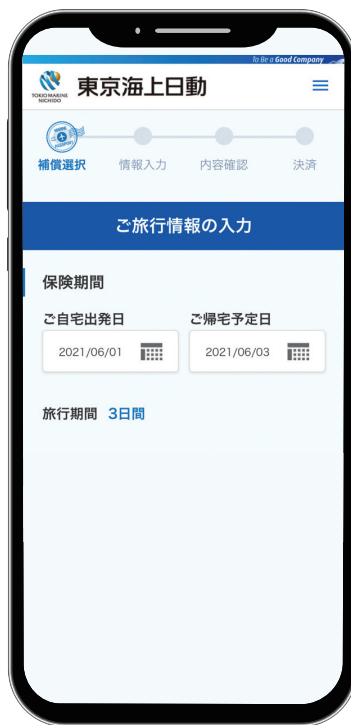 To Be a Good Company
TOKIO MARINE
NICHIDO
東京海上日動
補償選択
情報入力
内容確認
決済
ご旅行情報の入力
保険期間
ご自宅出発日
ご帰宅予定日
2021/06/01
2021/06/03
旅行期間 3日間